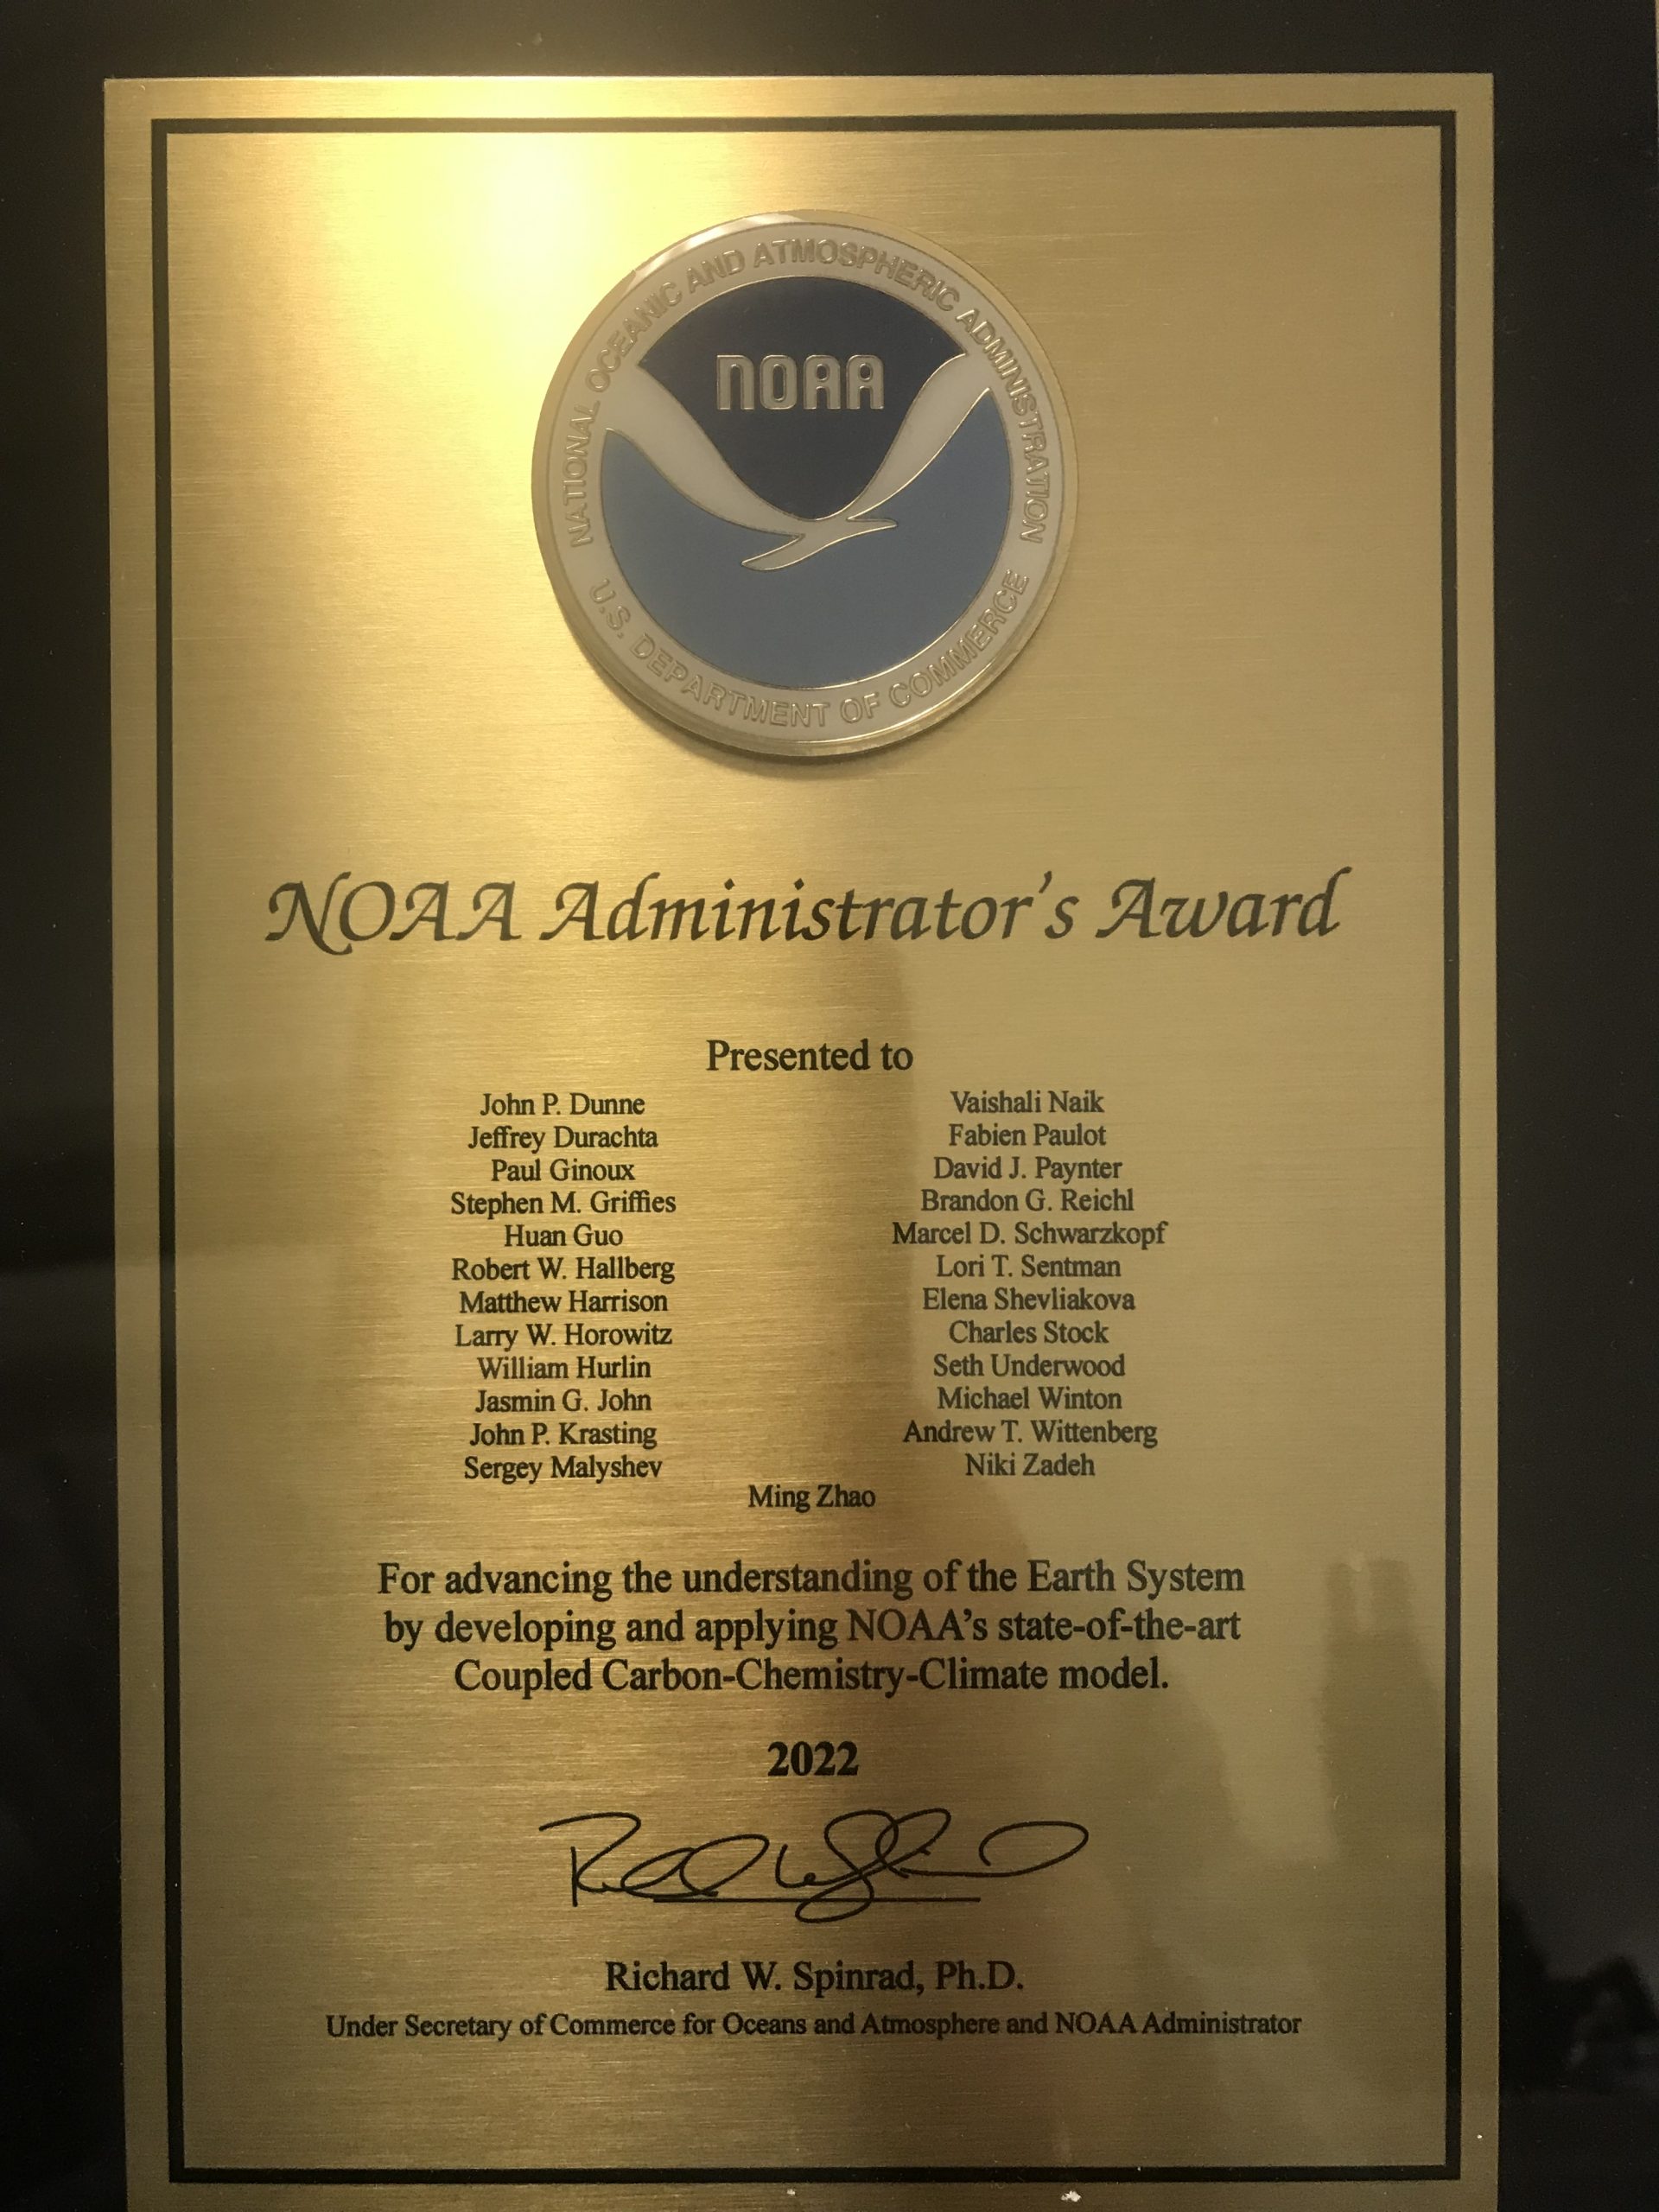 NATIONAL OCEANIC AND ATMOSPHERIC ADMINISTRATION
NOAA
U.S. DEPARTMENT OF COMMERCE
NOAA Administrator's Award
Presented to
John P. Dunne
Jeffrey Durachta
Paul Ginoux
Stephen M. Griffies
Huan Guo
Robert W. Hallberg
Matthew Harrison
Larry W. Horowitz
William Hurlin
Jasmin G. John
John P. Krasting
Sergey Malyshev
Vaishali Naik
Fabien Paulot
David J. Paynter
Brandon G. Reichl
Marcel D. Schwarzkopf
Lori T. Sentman
Elena Shevliakova
Charles Stock
Seth Underwood
Michael Winton
Andrew T. Wittenberg
Niki Zadeh
Ming Zhao
For advancing the understanding of the Earth System
by developing and applying NOAA's state-of-the-art
Coupled Carbon-Chemistry-Climate model.
2022
Richard W. Spinrad, Ph.D.
Under Secretary of Commerce for Oceans and Atmosphere and NOAA Administrator